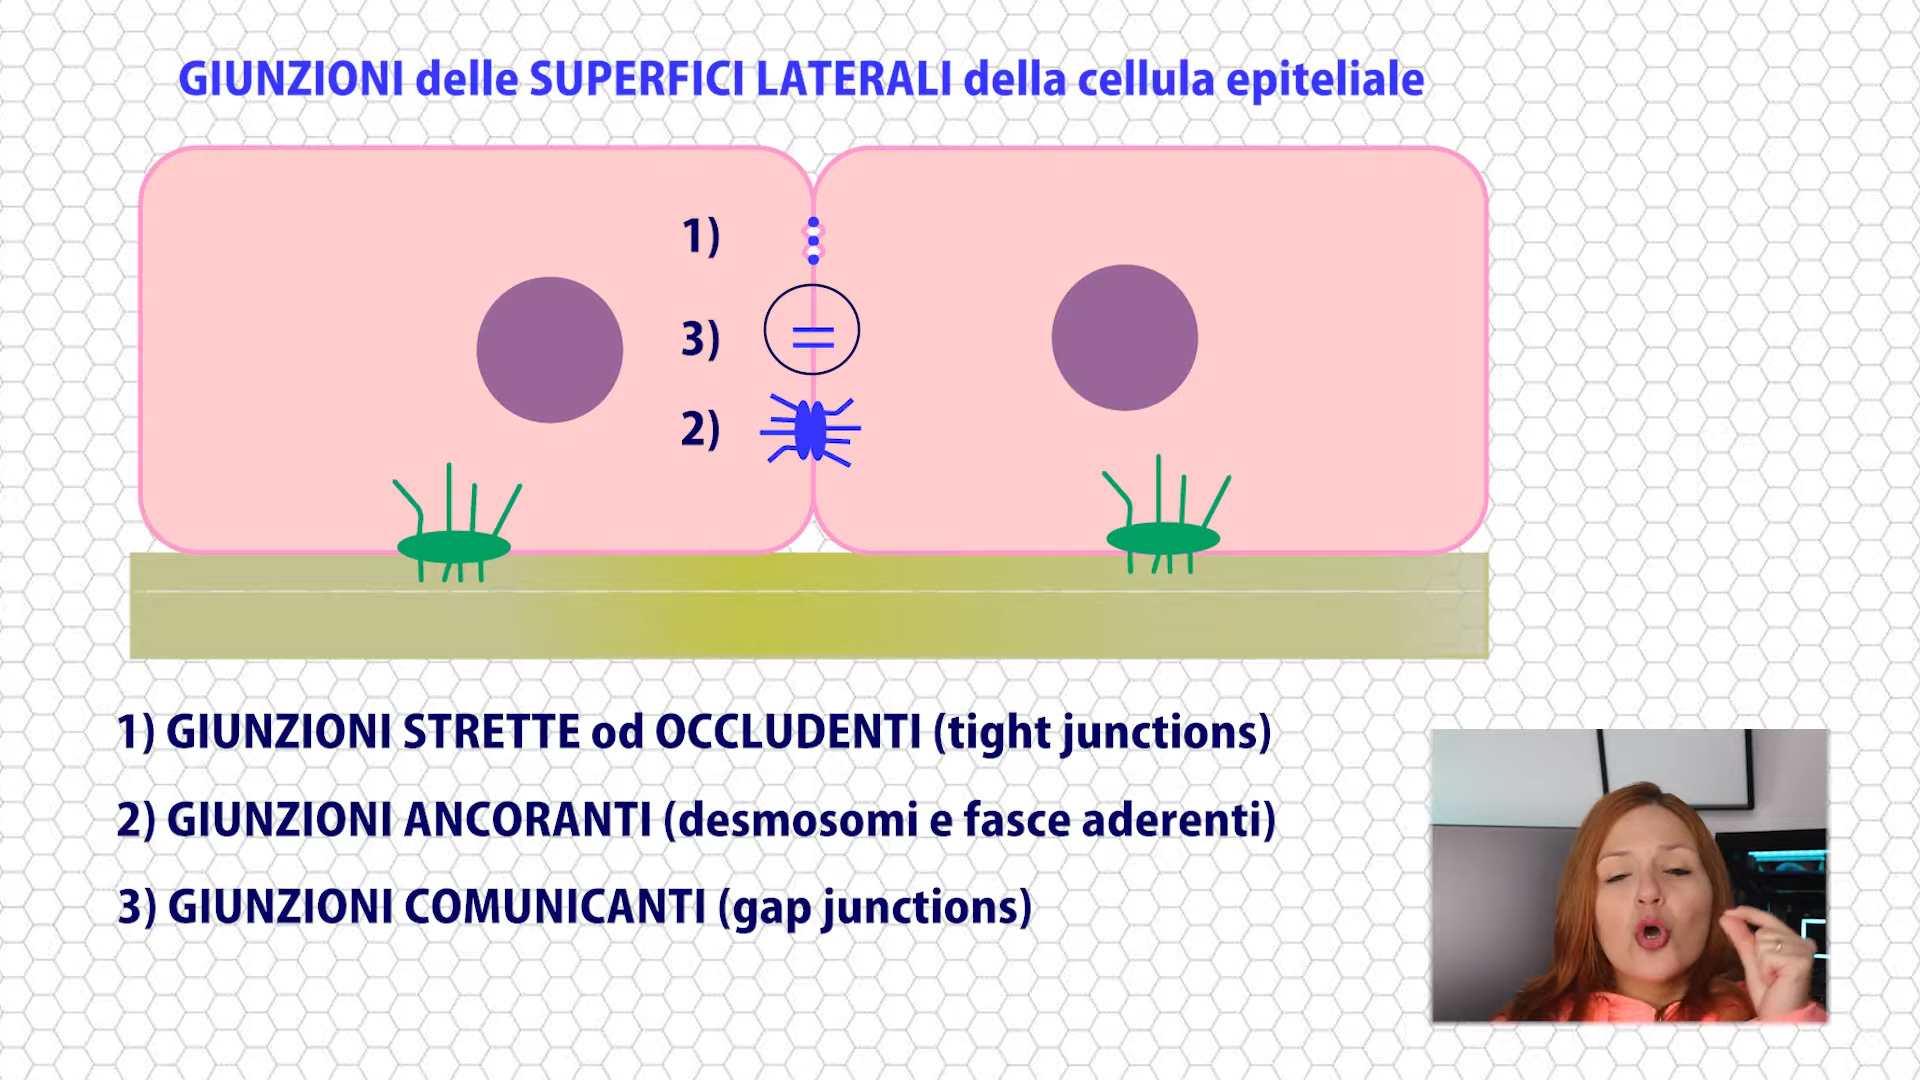 GIUNZIONI delle SUPERFICI LATERALI della cellula epiteliale
1)
3)
2)
1) GIUNZIONI STRETTE od OCCLUDENTI (tight junctions)
2) GIUNZIONI ANCORANTI (desmosomi e fasce aderenti)
3) GIUNZIONI COMUNICANTI (gap junctions)